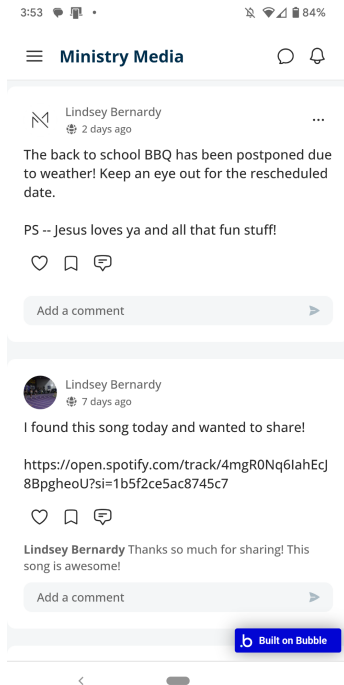 3:53
84%
Ministry Media
Lindsey Bernardy
2 days ago
The back to school BBQ has been postponed due
to weather! Keep an eye out for the rescheduled
date.
PS -- Jesus loves ya and all that fun stuff!
Add a comment
Lindsey Bernardy
7 days ago
I found this song today and wanted to share!
https://open.spotify.com/track/4mgR0Nq6IahEcJ
8BpgheoU?si=1b5f2ce5ac8745c7
Lindsey Bernardy Thanks so much for sharing! This
song is awesome!
Add a comment
b Built on Bubble